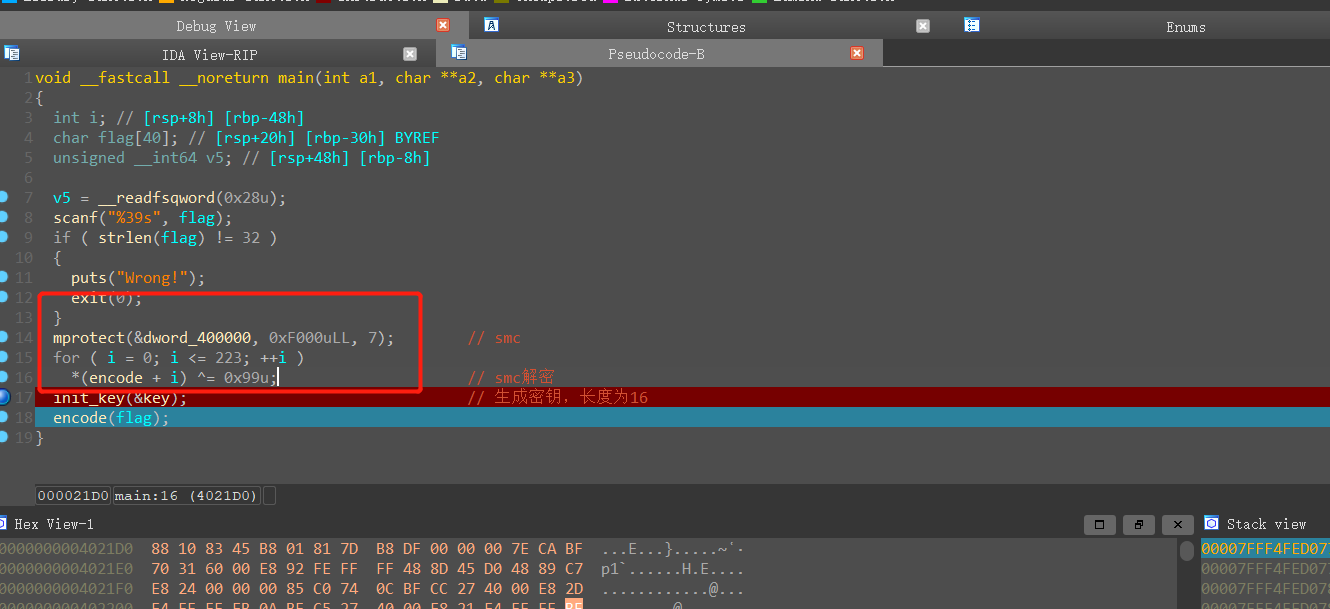 Debug View
Structures
Enums
IDA View-RIP
Pseudocode-B
1 void __fastcall __noreturn main(int a1, char **a2, char **a3)
2 {
3 int i; // [rsp+8h] [rbp-48h]
4 char flag[40]; // [rsp+20h] [rbp-30h] BYREF
5 unsigned __int64 v5; // [rsp+48h] [rbp-8h]
6
7 v5 = __readfsqword(0x28u);
8 scanf("%39s", flag);
9 if ( strlen(flag) != 32 )
10 {
11 puts("Wrong!");
12 exit(0);
13 }
14 mprotect(&dword_400000, 0xF000uLL, 7); // smc
15 for ( i = 0; i <= 223; ++i )
16 *(encode + i) ^= 0x99u; // smc解密
17 init_key(&key); // 生成密钥，长度为16
18 encode(flag);
19 }
000021D0 main:16 (4021D0)
Hex View-1
Stack view
0000000004021D0 88 10 83 45 B8 01 81 7D B8 DF 00 00 00 7E CA BF ...E...}.....~..
00007FFF4FED07
0000000004021E0 70 31 60 00 E8 92 FE FF FF 48 8D 45 D0 48 89 C7 p1`......H.E.H..
00007FFF4FED07
0000000004021F0 E8 24 00 00 00 85 C0 74 0C BF CC 27 40 00 E8 2D
00007FFF4FED07